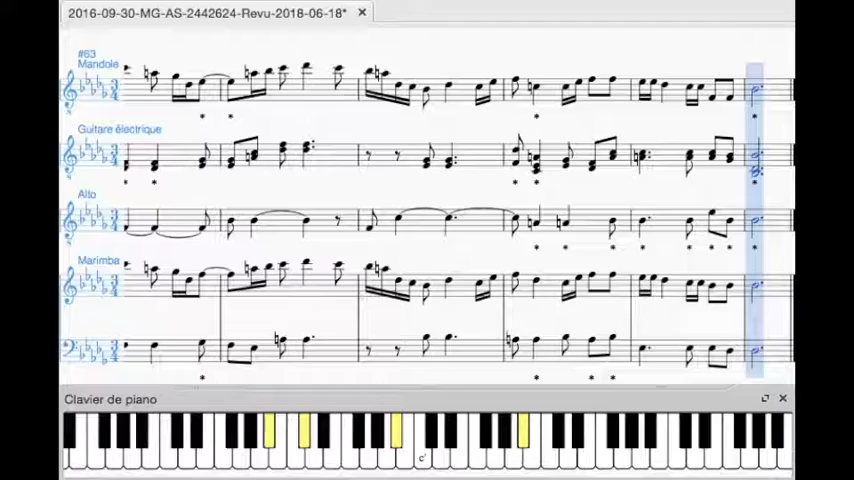 2016-09-30-MG-AS-2442624-Revu-2018-06-18*
#63
Mandole
Guitare électrique
Alto
Marimba
Clavier de piano
c'